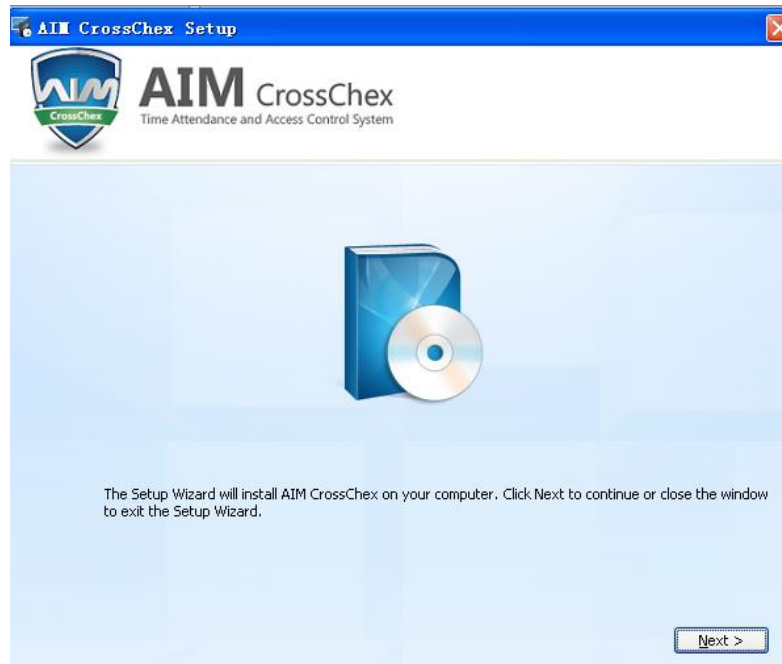 AIM CrossChex Setup
AIM CrossChex
Time Attendance and Access Control System
AIM
CrossChex
The Setup Wizard will install AIM CrossChex on your computer. Click Next to continue or close the window
to exit the Setup Wizard.
Next >